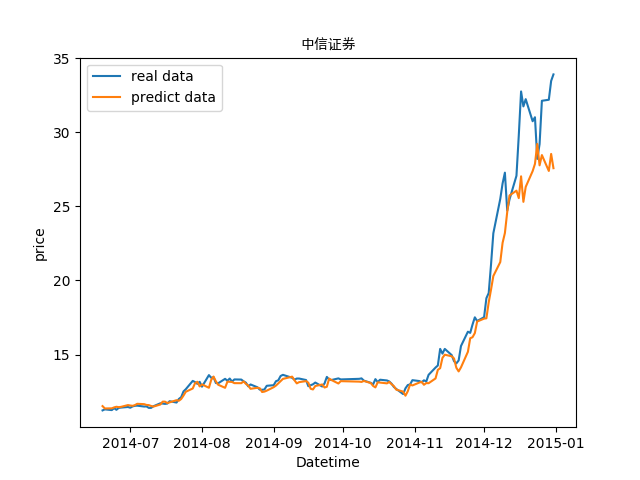 中信证券
real data
predict data
35
30
25
20
15
price
2014-07 2014-08 2014-09 2014-10 2014-11 2014-12 2015-01
Datetime